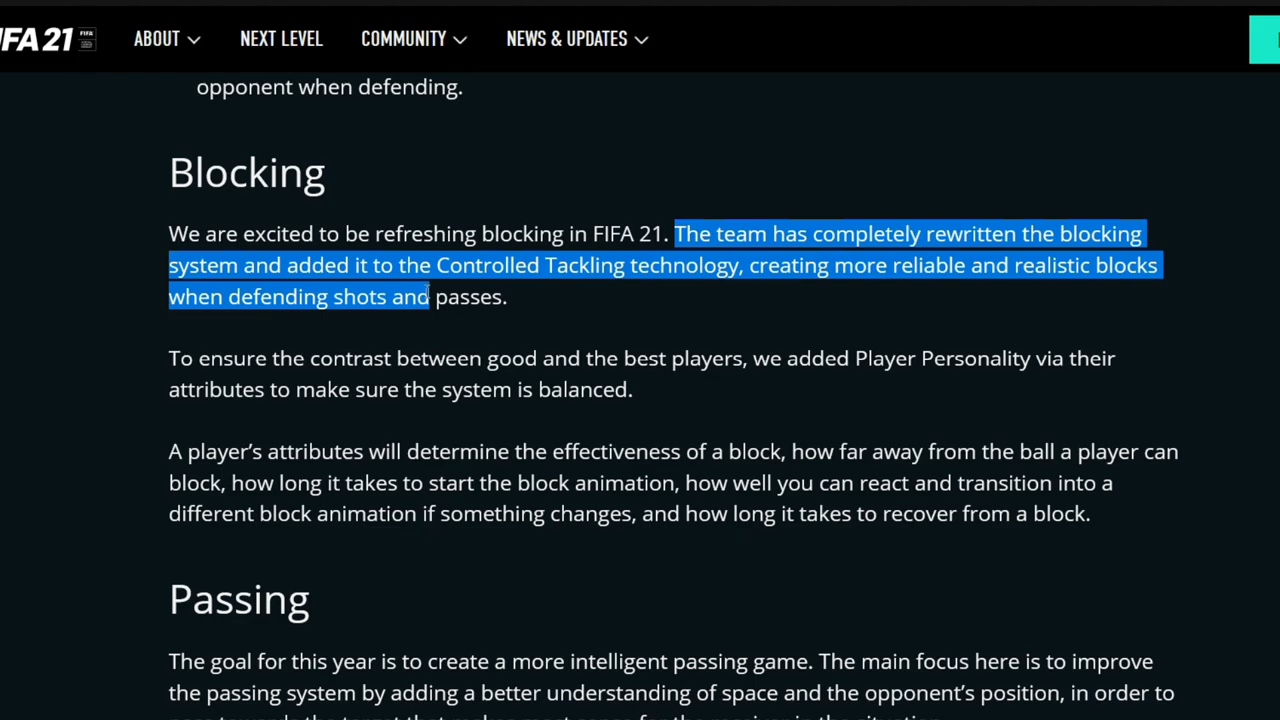 IFA 21 FIFA ABOUT NEXT LEVEL COMMUNITY NEWS & UPDATES
opponent when defending.
Blocking
We are excited to be refreshing blocking in FIFA 21. The team has completely rewritten the blocking
system and added it to the Controlled Tackling technology, creating more reliable and realistic blocks
when defending shots and passes.
To ensure the contrast between good and the best players, we added Player Personality via their
attributes to make sure the system is balanced.
A player’s attributes will determine the effectiveness of a block, how far away from the ball a player can
block, how long it takes to start the block animation, how well you can react and transition into a
different block animation if something changes, and how long it takes to recover from a block.
Passing
The goal for this year is to create a more intelligent passing game. The main focus here is to improve
the passing system by adding a better understanding of space and the opponent’s position, in order to